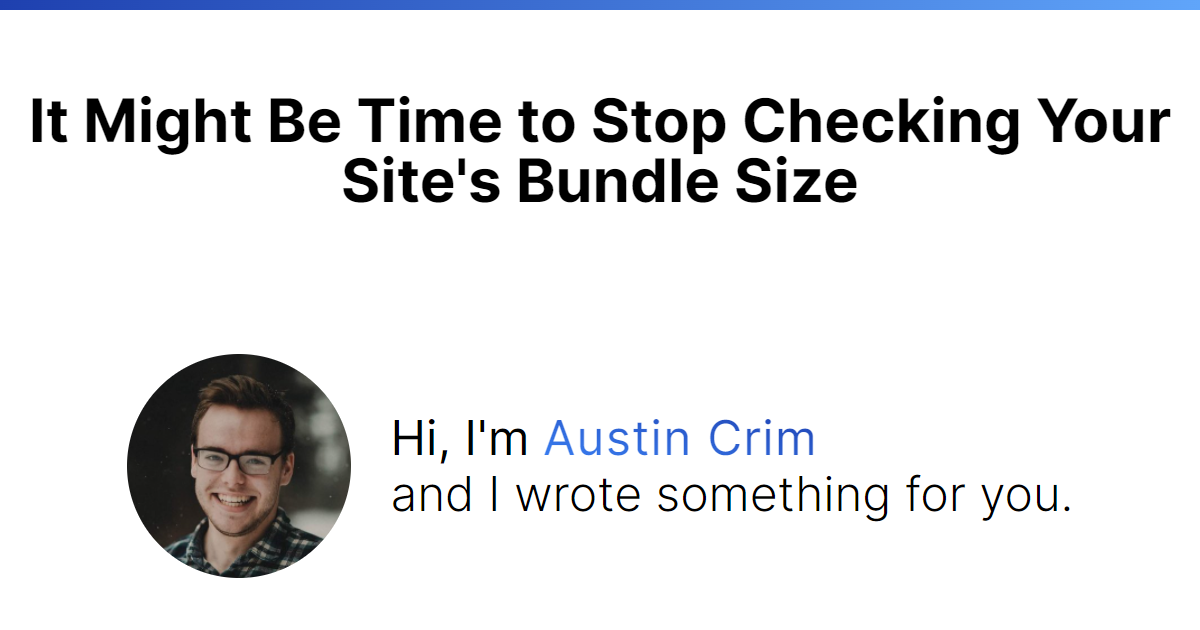 It Might Be Time to Stop Checking Your
Site's Bundle Size
Hi, I'm Austin Crim
and I wrote something for you.